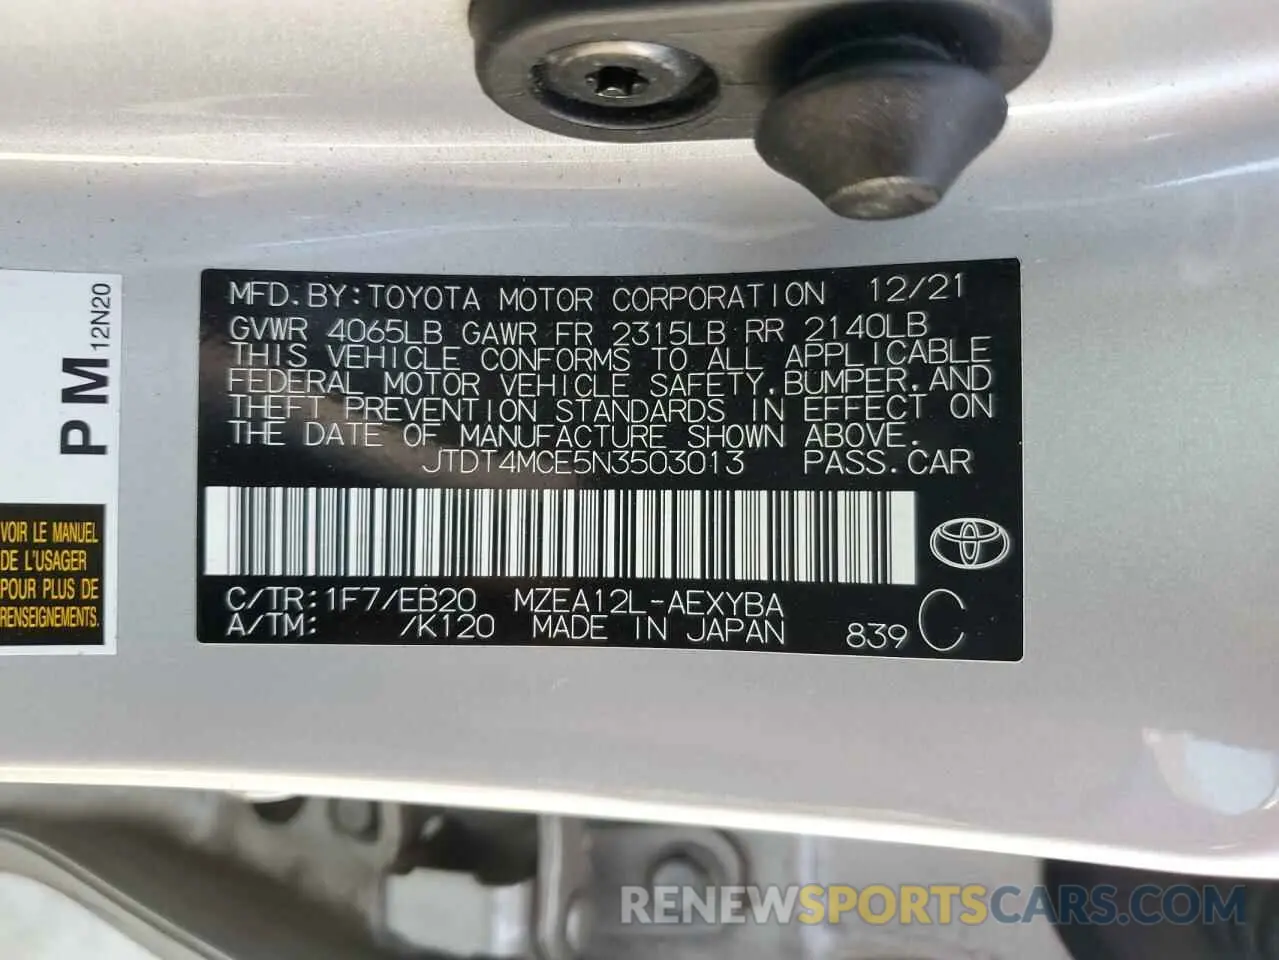 MFD. BY: TOYOTA MOTOR CORPORATION 12/21
GVWR 4065LB GAWR FR 2315LB RR 2140LB
THIS VEHICLE CONFORMS TO ALL APPLICABLE
FEDERAL MOTOR VEHICLE SAFETY, BUMPER, AND
THEFT PREVENTION STANDARDS IN EFFECT ON
THE DATE OF MANUFACTURE SHOWN ABOVE.
JTDT4MCE5N3503013 PASS. CAR
C/TR: 1F7/EB20 MZEA12L-AEXYBA
A/TM: /K120 MADE IN JAPAN 839 C
PM 12N20
VOIR LE MANUEL
DE L'USAGER
POUR PLUS DE
RENSEIGNEMENTS.
RENEWSPORTSCARS.COM